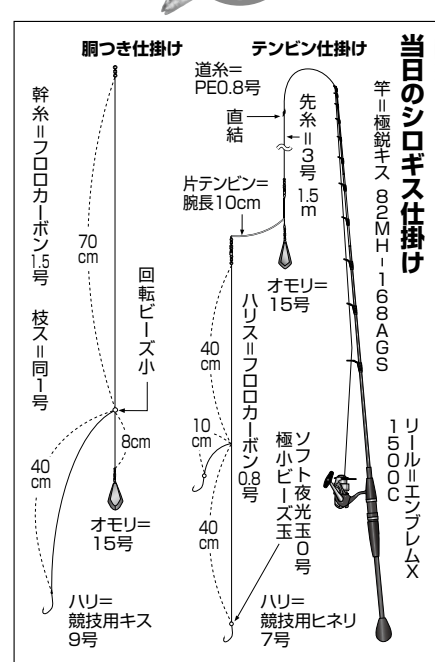 当日のシロギス仕掛け
竿=極鋭キス 82MH-168AGS
リール=エンブレムX
1500C
テンビン仕掛け
道糸=
PE0.8号
直結
先糸=3号
1.5m
片テンビン=
腕長10cm
オモリ=
15号
40cm
ハリス=フロロカーボン0.8号
10cm
40cm
ソフト夜光玉0号
極小ビーズ玉
ハリ=
競技用ヒネリ
7号
胴つき仕掛け
幹糸=フロロカーボン1.5号
枝ス=同1号
70cm
回転ビーズ小
8cm
40cm
オモリ=
15号
ハリ=
競技用キス
9号